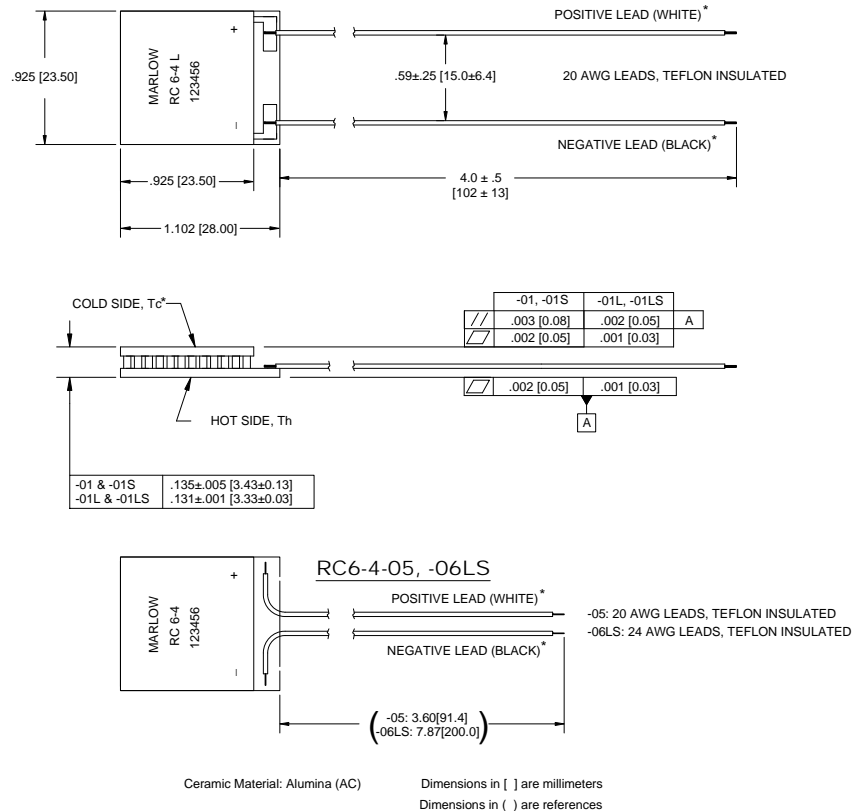 POSITIVE LEAD (WHITE)*
.925 [23.50]
MARLOW
RC 6-4 L
123456
+
–
.59±.25 [15.0±6.4]
20 AWG LEADS, TEFLON INSULATED
NEGATIVE LEAD (BLACK)*
.925 [23.50]
4.0 ± .5
[102 ± 13]
1.102 [28.00]
COLD SIDE, Tc*
-01, -01S -01L, -01LS
// .003 [0.08] .002 [0.05] A
.002 [0.05] .001 [0.03]
.002 [0.05] .001 [0.03]
A
HOT SIDE, Th
-01 & -01S .135±.005 [3.43±0.13]
-01L & -01LS .131±.001 [3.33±0.03]
RC6-4-05, -06LS
MARLOW
RC 6-4
123456
+
–
POSITIVE LEAD (WHITE)*
-05: 20 AWG LEADS, TEFLON INSULATED
-06LS: 24 AWG LEADS, TEFLON INSULATED
NEGATIVE LEAD (BLACK)*
(-05: 3.60[91.4]
-06LS: 7.87[200.0])
Ceramic Material: Alumina (AC) Dimensions in [ ] are millimeters
Dimensions in ( ) are references